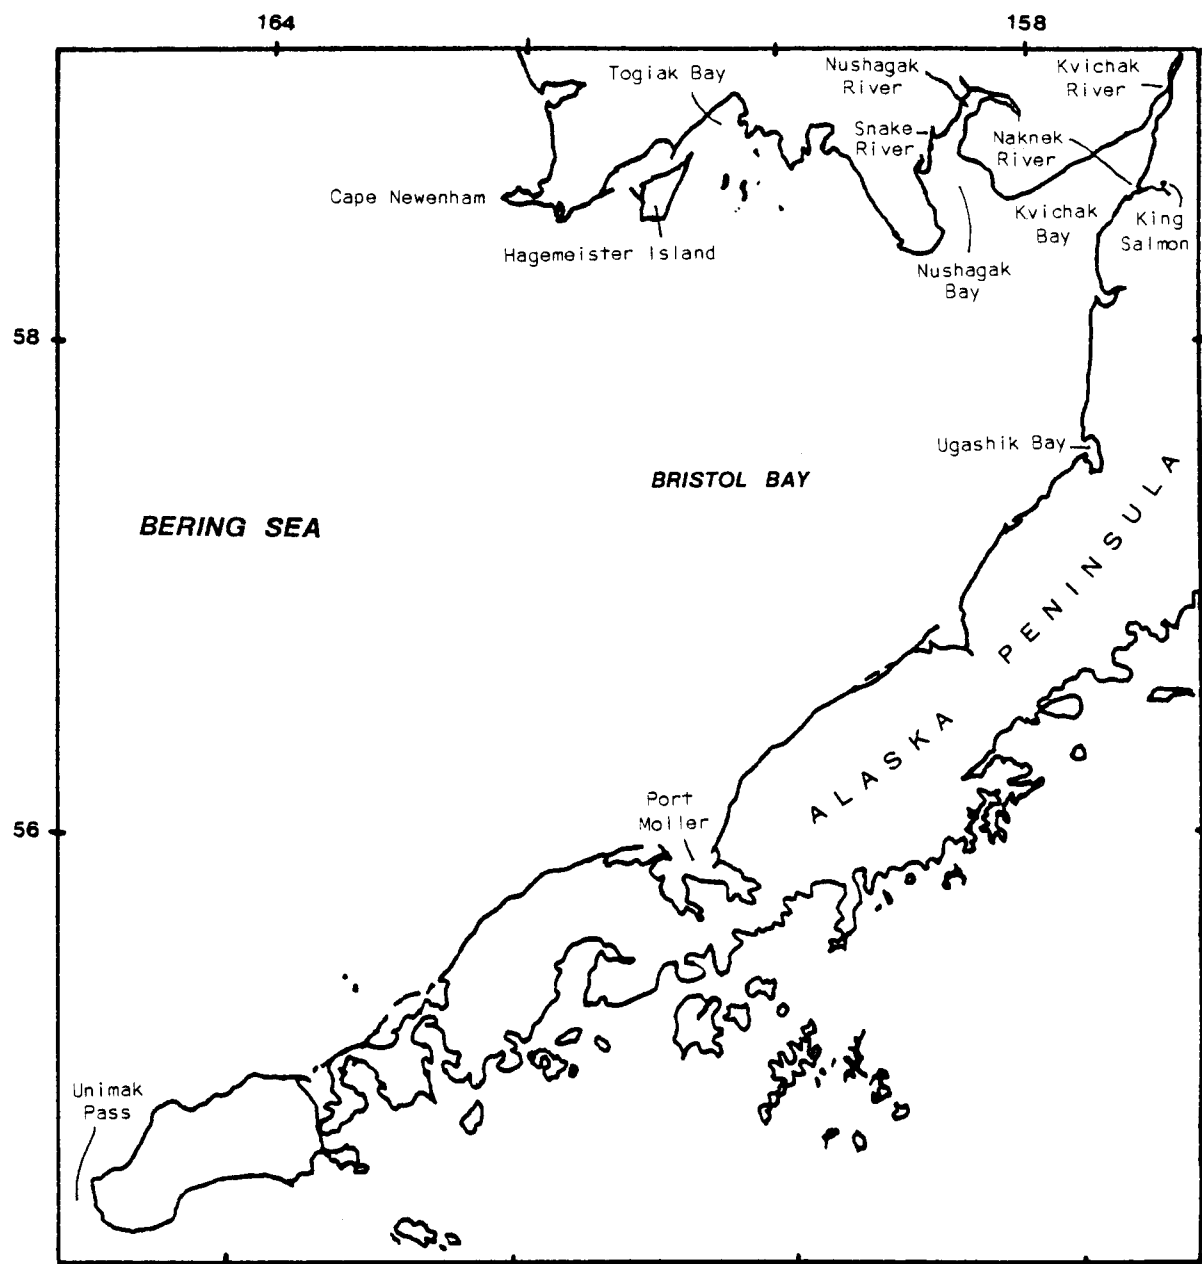 164
158
Togiak Bay
Nushagak
River
Kvichak
River
Snake
River
Naknek
River
Cape Newenham
Kvichak
Bay
King
Salmon
Hagemeister Island
Nushagak
Bay
58
Ugashik Bay
BRISTOL BAY
BERING SEA
ALASKA PENINSULA
Port
Moller
56
Unimak
Pass